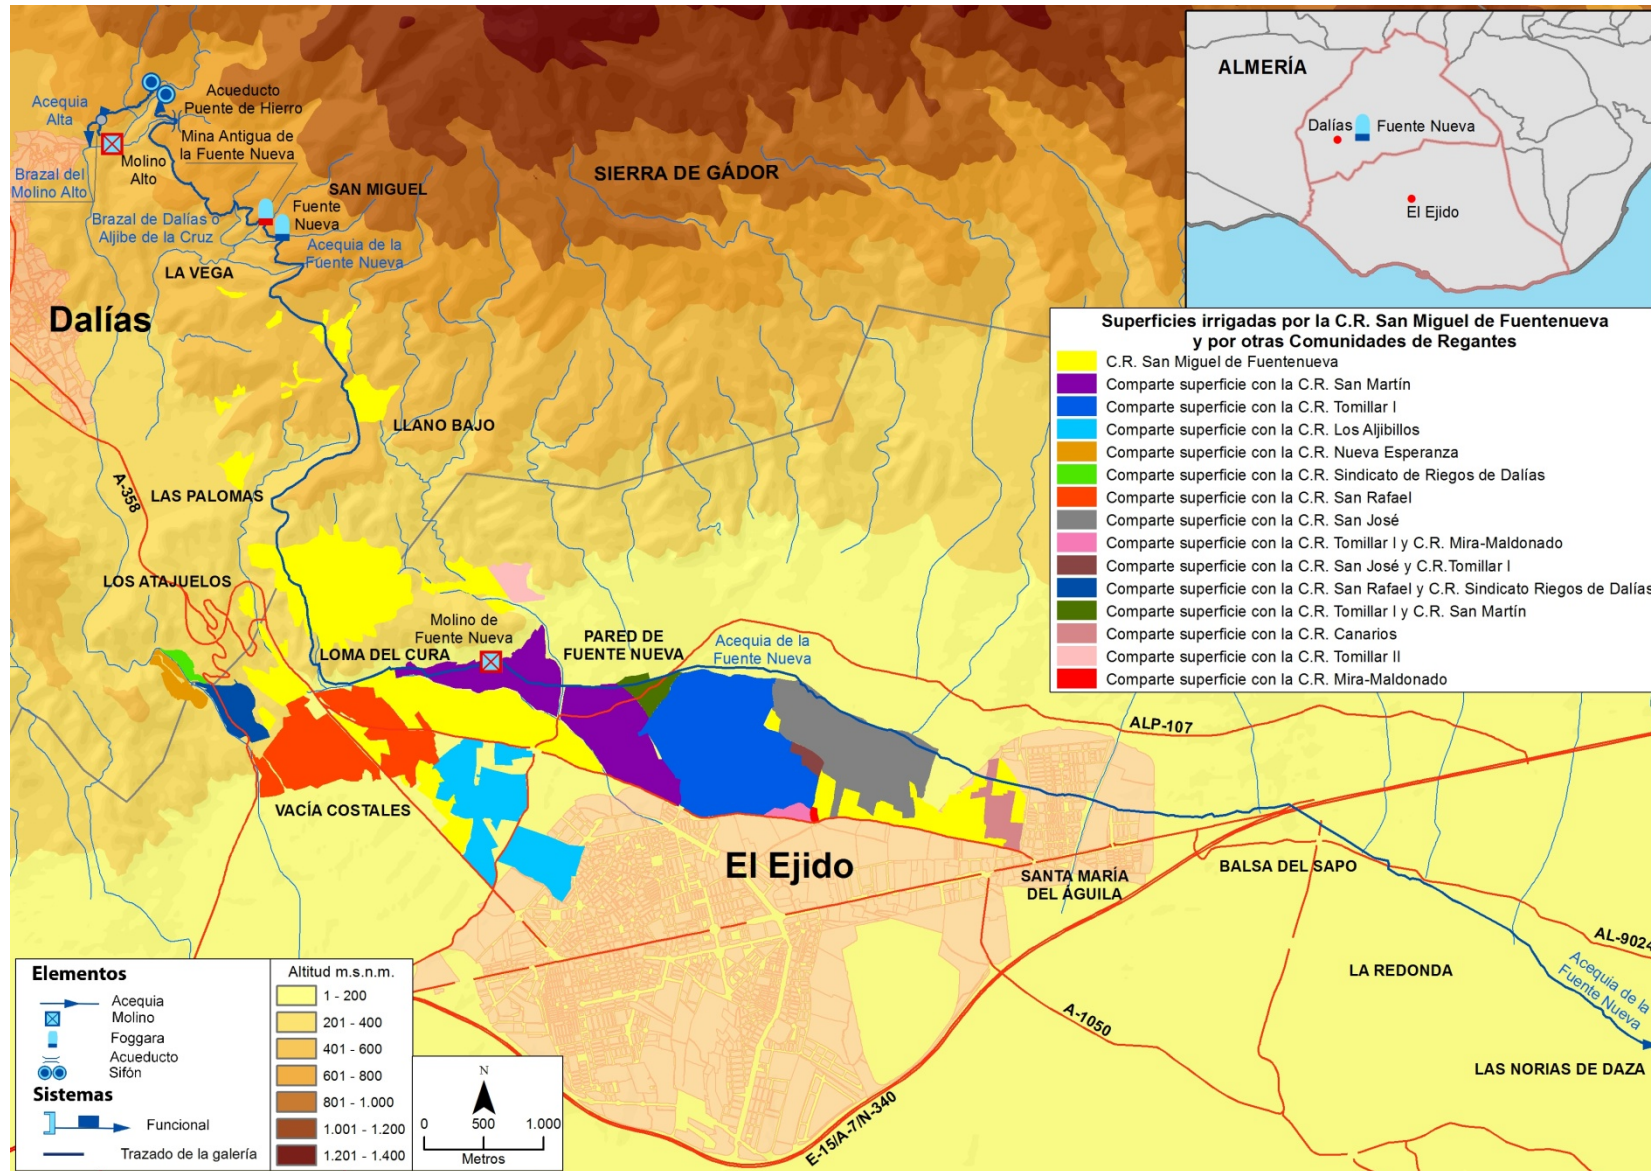 Acequia
Alta
Acueducto
Puente de Hierro
Mina Antigua de
la Fuente Nueva
Molino
Alto
Brazal del
Molino Alto
SAN MIGUEL
Fuente
Nueva
Brazal de Dalías o
Aljibe de la Cruz
Acequia de la
Fuente Nueva
LA VEGA
SIERRA DE GÁDOR
Dalías
LLANO BAJO
A-358
LAS PALOMAS
LOS ATAJUELOS
Molino de
Fuente Nueva
LOMA DEL CURA
PARED DE
FUENTE NUEVA
Acequia de la
Fuente Nueva
ALP-107
VACÍA COSTALES
El Ejido
SANTA MARÍA
DEL ÁGUILA
BALSA DEL SAPO
AL-9024
LA REDONDA
Acequia de la
Fuente Nueva
A-1050
LAS NORIAS DE DAZA
E-15/A-7/N-340
ALMERÍA
Dalías
Fuente Nueva
El Ejido
Superficies irrigadas por la C.R. San Miguel de Fuentenueva
y por otras Comunidades de Regantes
C.R. San Miguel de Fuentenueva
Comparte superficie con la C.R. San Martín
Comparte superficie con la C.R. Tomillar I
Comparte superficie con la C.R. Los Aljibillos
Comparte superficie con la C.R. Nueva Esperanza
Comparte superficie con la C.R. Sindicato de Riegos de Dalías
Comparte superficie con la C.R. San Rafael
Comparte superficie con la C.R. San José
Comparte superficie con la C.R. Tomillar I y C.R. Mira-Maldonado
Comparte superficie con la C.R. San José y C.R.Tomillar I
Comparte superficie con la C.R. San Rafael y C.R. Sindicato Riegos de Dalías
Comparte superficie con la C.R. Tomillar I y C.R. San Martín
Comparte superficie con la C.R. Canarios
Comparte superficie con la C.R. Tomillar II
Comparte superficie con la C.R. Mira-Maldonado
Elementos
Acequia
Molino
Foggara
Acueducto
Sifón
Sistemas
Funcional
Trazado de la galería
Altitud m.s.n.m.
1 - 200
201 - 400
401 - 600
601 - 800
801 - 1.000
1.001 - 1.200
1.201 - 1.400
N
0 500 1.000
Metros